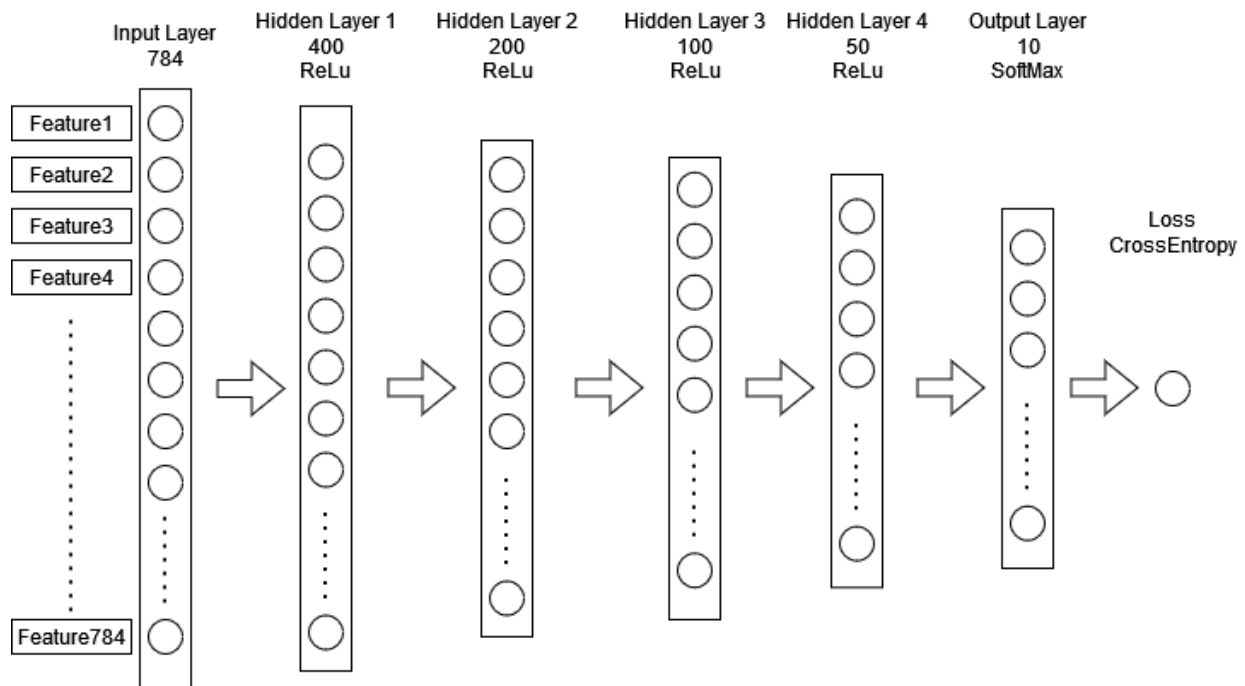 Input Layer
784
Hidden Layer 1
400
ReLu
Hidden Layer 2
200
ReLu
Hidden Layer 3
100
ReLu
Hidden Layer 4
50
ReLu
Output Layer
10
SoftMax
Feature1
Feature2
Feature3
Feature4
Feature784
Loss
CrossEntropy